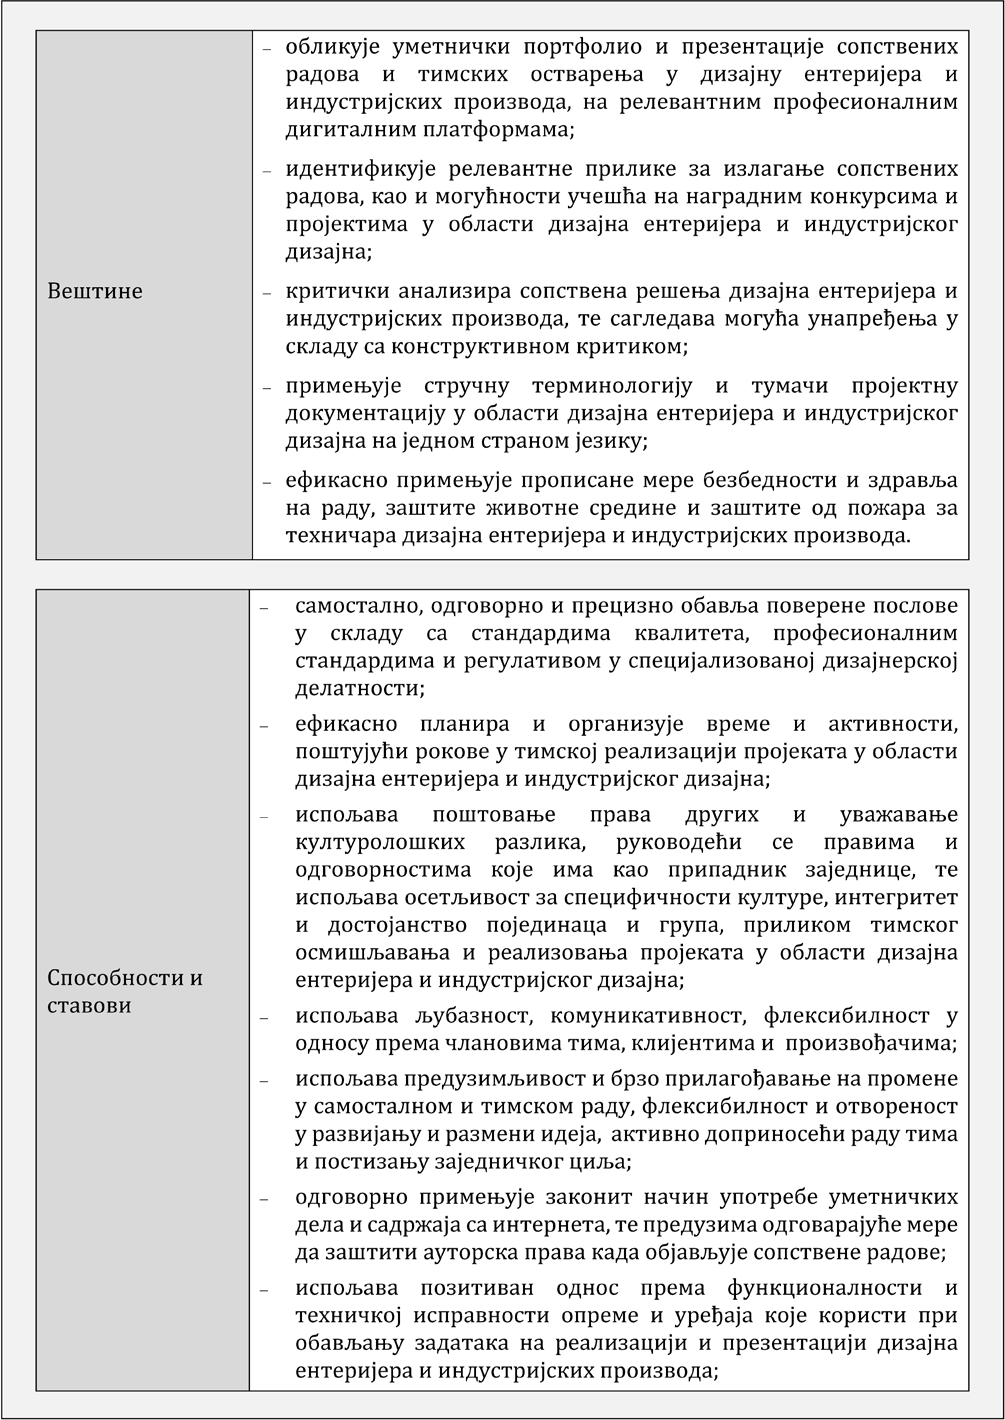 Вештине
– обликује уметнички портфолио и презентације сопствених
радова и тимских остварења у дизајну ентеријера и
индустријских производа, на релевантним професионалним
дигиталним платформама;
– идентификује релевантне прилике за излагање сопствених
радова, као и могућности учешћа на наградним конкурсима и
пројектима у области дизајна ентеријера и индустријског
дизајна;
– критички анализира сопствена решења дизајна ентеријера и
индустријских производа, те сагледава могућа унапређења у
складу са конструктивном критиком;
– примењује стручну терминологију и тумачи пројектну
документацију у области дизајна ентеријера и индустријског
дизајна на једном страном језику;
– ефикасно примењује прописане мере безбедности и здравља
на раду, заштите животне средине и заштите од пожара за
техничара дизајна ентеријера и индустријских производа.
Способности и
ставови
– самостално, одговорно и прецизно обавља поверене послове
у складу са стандардима квалитета, професионалним
стандардима и регулативом у специјализованој дизајнерској
делатности;
– ефикасно планира и организује време и активности,
поштујући рокове у тимској реализацији пројеката у области
дизајна ентеријера и индустријског дизајна;
– испољава поштовање права других и уважавање
културолошких разлика, руководећи се правима и
одговорностима које има као припадник заједнице, те
испољава осетљивост за специфичности културе, интегритет
и достојанство појединаца и група, приликом тимског
осмишљавања и реализовања пројеката у области дизајна
ентеријера и индустријског дизајна;
– испољава љубазност, комуникативност, флексибилност у
односу према члановима тима, клијентима и произвођачима;
– испољава предузимљивост и брзо прилагођавање на промене
у самосталном и тимском раду, флексибилност и отвореност
у развијању и размени идеја, активно доприносећи раду тима
и постизању заједничког циља;
– одговорно примењује законит начин употребе уметничких
дела и садржаја са интернета, те предузима одговарајуће мере
да заштити ауторска права када објављује сопствене радове;
– испољава позитиван однос према функционалности и
техничкој исправности опреме и уређаја које користи при
обављању задатака на реализацији и презентацији дизајна
ентеријера и индустријских производа;